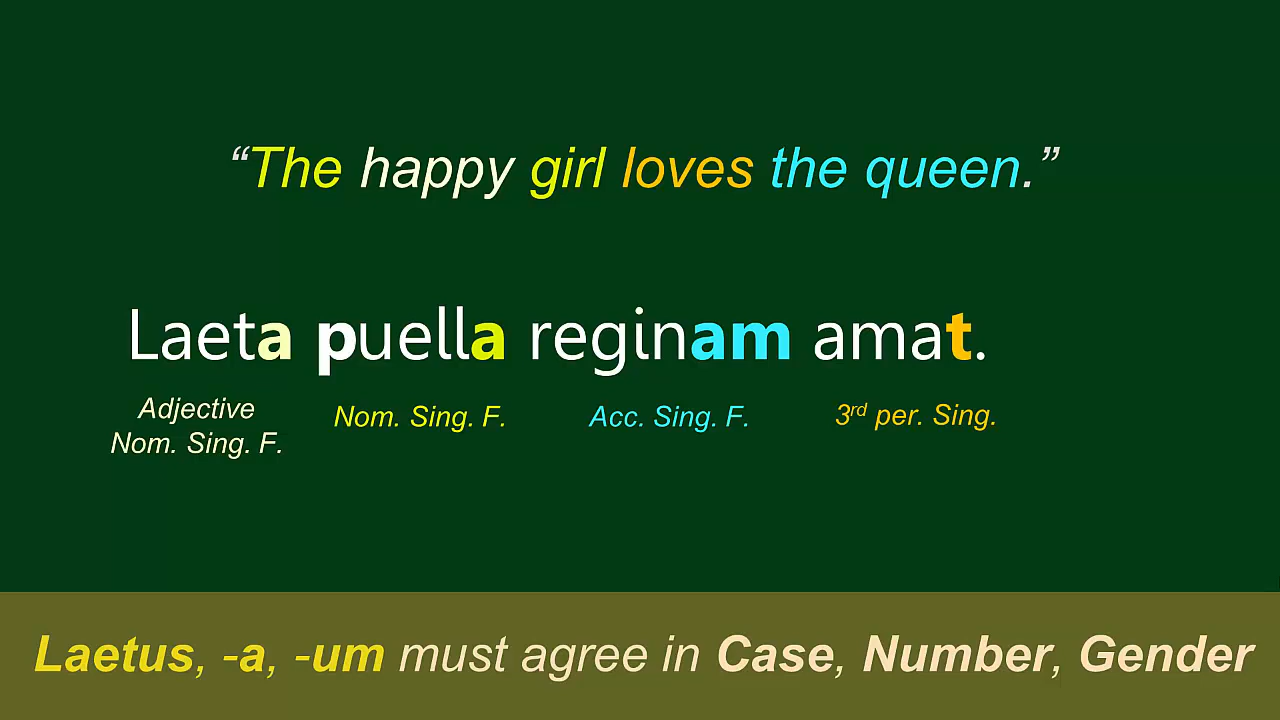 “The happy girl loves the queen.”
Laeta puella reginam amat.
Adjective
Nom. Sing. F.
Nom. Sing. F.
Acc. Sing. F.
3rd per. Sing.
Laetus, -a, -um must agree in Case, Number, Gender